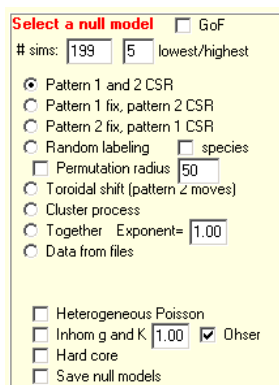 Select a null model GoF
# sims: 199 5 lowest/highest
Pattern 1 and 2 CSR
Pattern 1 fix, pattern 2 CSR
Pattern 2 fix, pattern 1 CSR
Random labeling species
Permutation radius 50
Toroidal shift (pattern 2 moves)
Cluster process
Together Exponent= 1.00
Data from files
Heterogeneous Poisson
Inhom g and K 1.00 Ohser
Hard core
Save null models